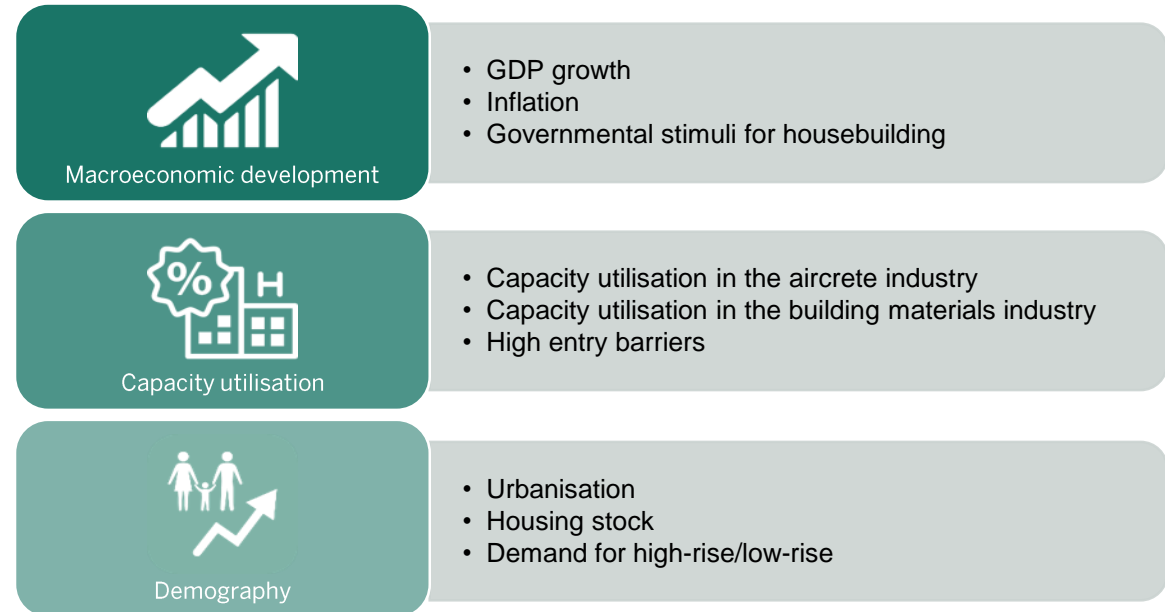 Macroeconomic development
• GDP growth
• Inflation
• Governmental stimuli for housebuilding
%
H
Capacity utilisation
• Capacity utilisation in the aircrete industry
• Capacity utilisation in the building materials industry
• High entry barriers
Demography
• Urbanisation
• Housing stock
• Demand for high-rise/low-rise